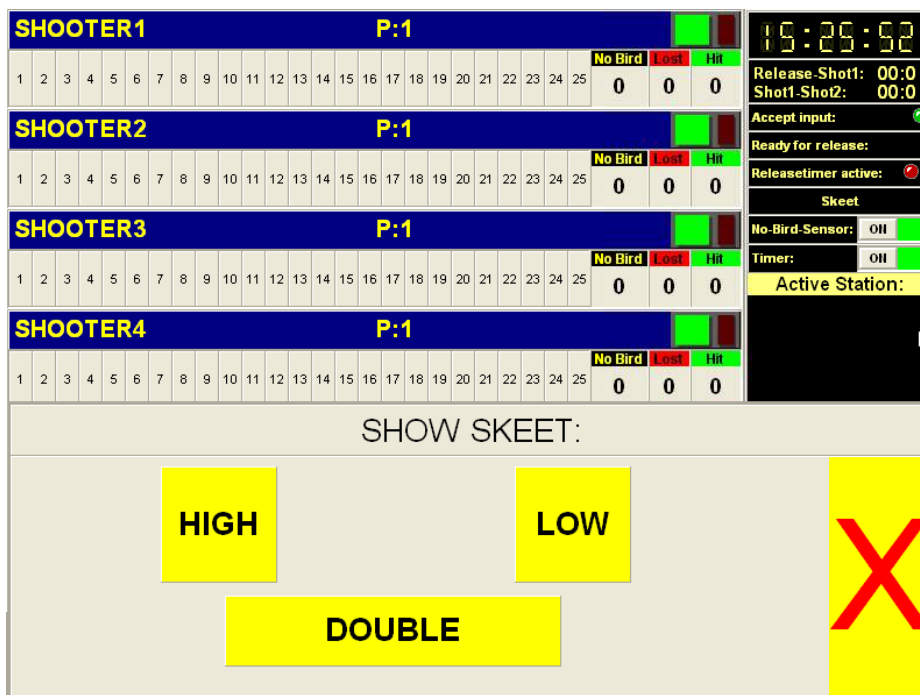 SHOOTER1 P:1
No Bird Lost Hit
1 2 3 4 5 6 7 8 9 10 11 12 13 14 15 16 17 18 19 20 21 22 23 24 25 0 0 0
SHOOTER2 P:1
No Bird Lost Hit
1 2 3 4 5 6 7 8 9 10 11 12 13 14 15 16 17 18 19 20 21 22 23 24 25 0 0 0
SHOOTER3 P:1
No Bird Lost Hit
1 2 3 4 5 6 7 8 9 10 11 12 13 14 15 16 17 18 19 20 21 22 23 24 25 0 0 0
SHOOTER4 P:1
No Bird Lost Hit
1 2 3 4 5 6 7 8 9 10 11 12 13 14 15 16 17 18 19 20 21 22 23 24 25 0 0 0
Release-Shot1: 00:0
Shot1-Shot2: 00:0
Accept input:
Ready for release:
Releasetimer active:
Skeet
No-Bird-Sensor: ON
Timer: ON
Active Station:
SHOW SKEET:
HIGH LOW
DOUBLE
X